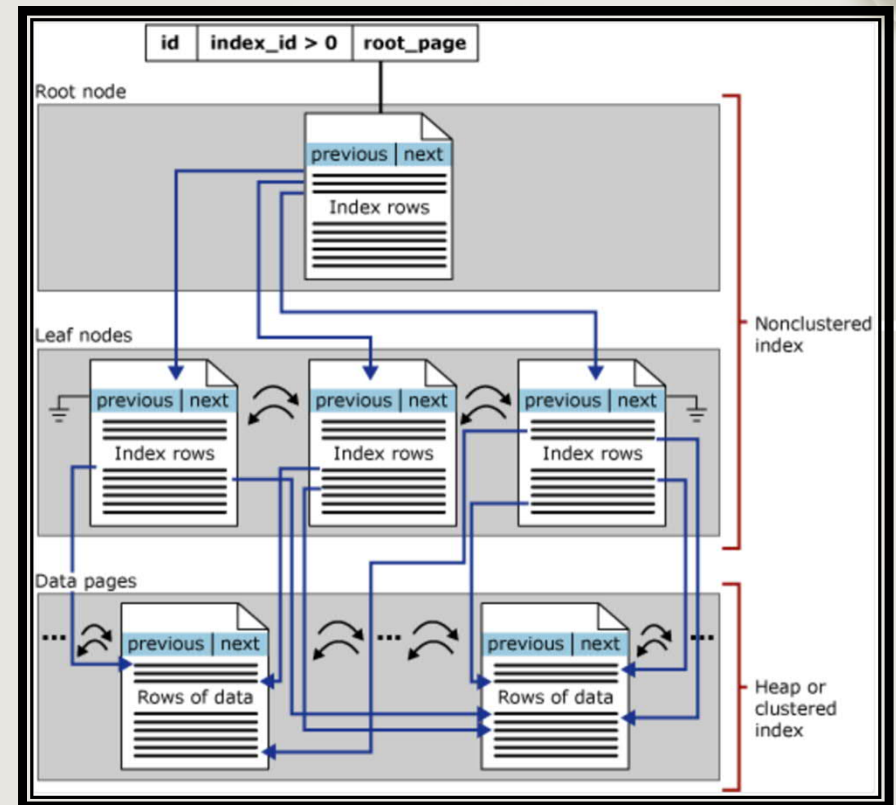 id index_id > 0 root_page
Root node
previous next
Index rows
Nonclustered
index
Leaf nodes
previous next previous next previous next
Index rows Index rows Index rows
Data pages
... ... ...
previous next previous next
Rows of data Rows of data
Heap or
clustered
index